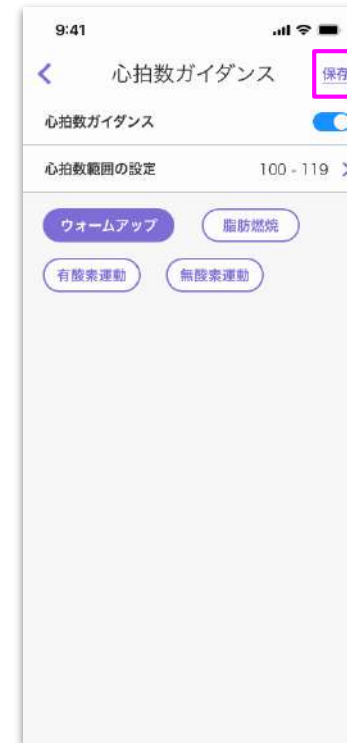 9:41
心拍数ガイダンス 保存
心拍数ガイダンス
心拍数範囲の設定 100 - 119
ウォームアップ 脂肪燃焼
有酸素運動 無酸素運動